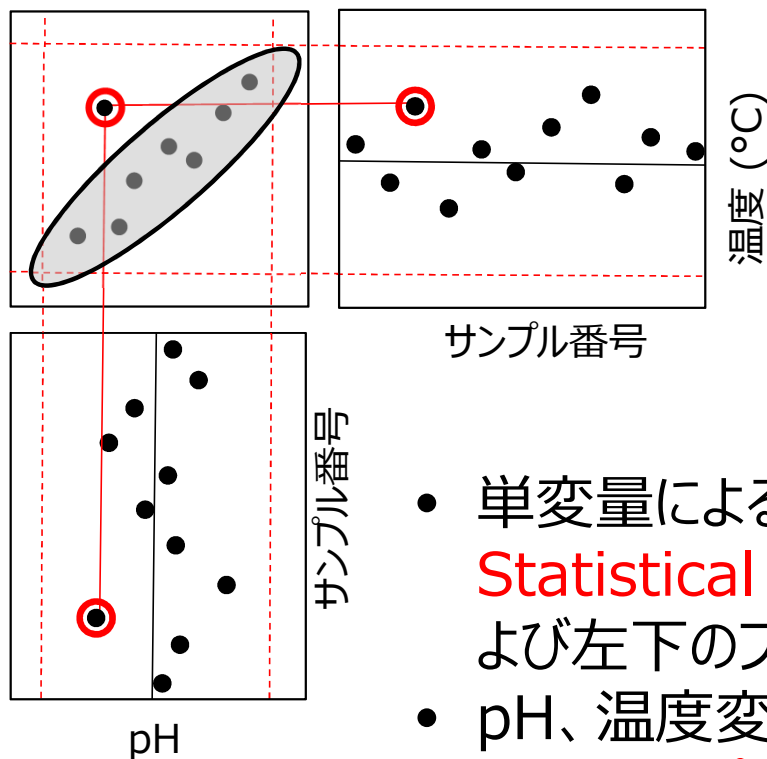 温度 (°C)
サンプル番号
サンプル番号
pH
• 単変量による
Statistical
よび左下のプ
• pH、温度変